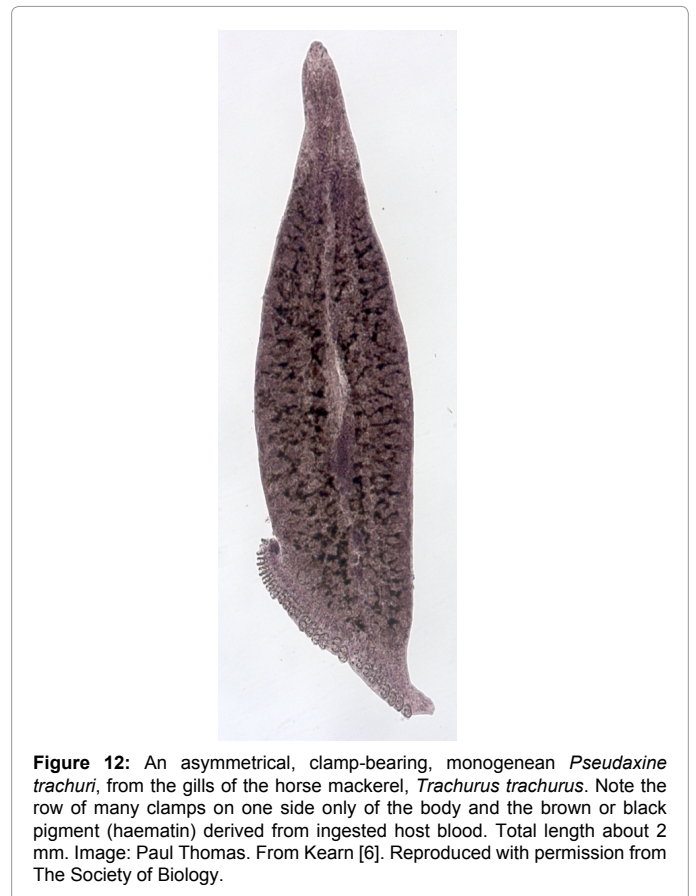 Figure 12: An asymmetrical, clamp-bearing, monogenean Pseudaxine
trachuri, from the gills of the horse mackerel, Trachurus trachurus. Note the
row of many clamps on one side only of the body and the brown or black
pigment (haematin) derived from ingested host blood. Total length about 2
mm. Image: Paul Thomas. From Kearn [6]. Reproduced with permission from
The Society of Biology.